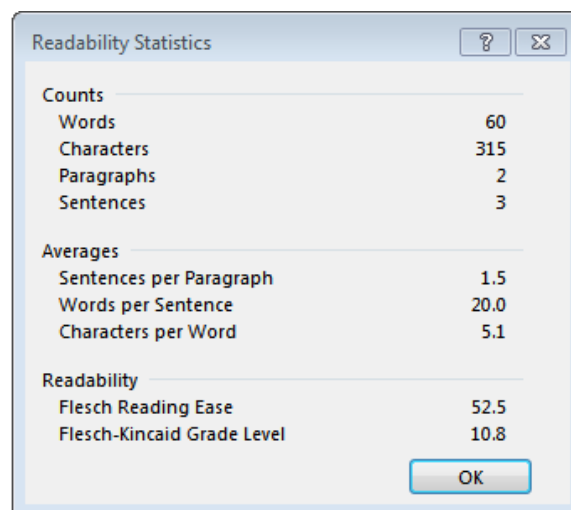 Readability Statistics
Counts
Words 60
Characters 315
Paragraphs 2
Sentences 3
Averages
Sentences per Paragraph 1.5
Words per Sentence 20.0
Characters per Word 5.1
Readability
Flesch Reading Ease 52.5
Flesch-Kincaid Grade Level 10.8
OK